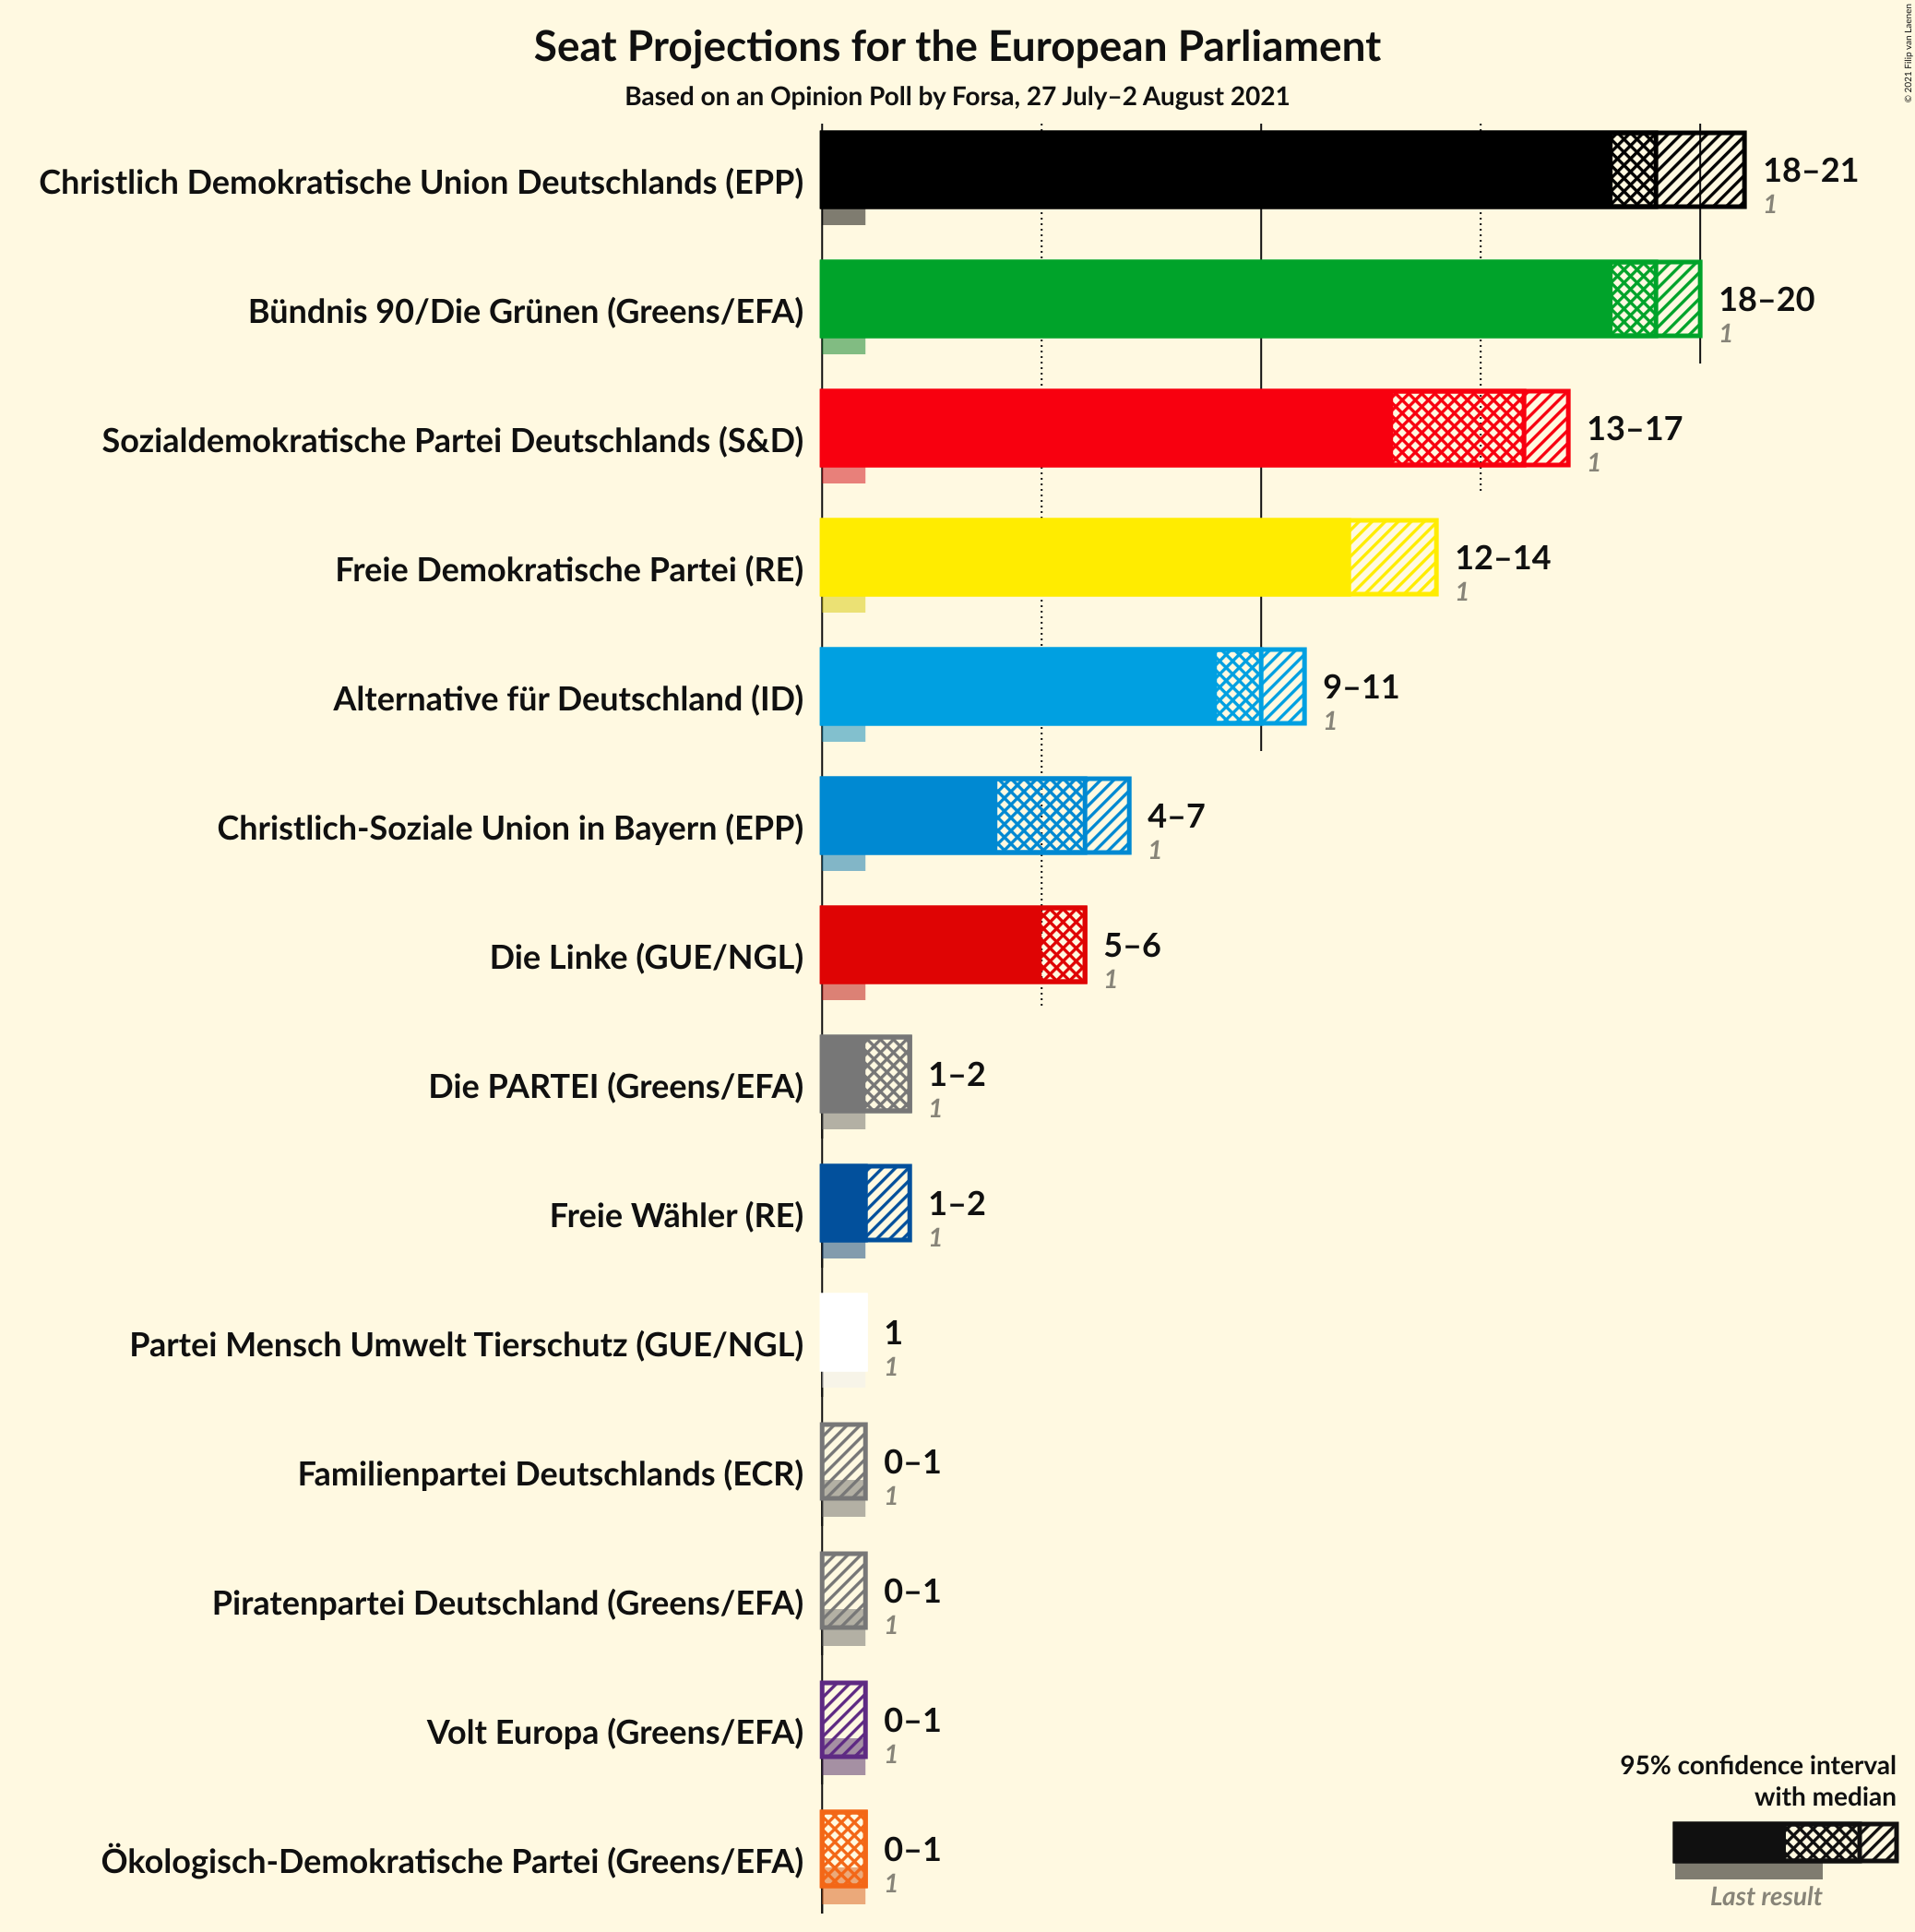 Seat Projections for the European Parliament
Based on an Opinion Poll by Forsa, 27 July–2 August 2021
© 2021 Filip van Laenen
Christlich Demokratische Union Deutschlands (EPP)
18–21
1
Bündnis 90/Die Grünen (Greens/EFA)
18–20
1
Sozialdemokratische Partei Deutschlands (S&D)
13–17
1
Freie Demokratische Partei (RE)
12–14
1
Alternative für Deutschland (ID)
9–11
1
Christlich-Soziale Union in Bayern (EPP)
4–7
1
Die Linke (GUE/NGL)
5–6
1
Die PARTEI (Greens/EFA)
1–2
1
Freie Wähler (RE)
1–2
1
Partei Mensch Umwelt Tierschutz (GUE/NGL)
1
1
Familienpartei Deutschlands (ECR)
0–1
1
Piratenpartei Deutschland (Greens/EFA)
0–1
1
Volt Europa (Greens/EFA)
0–1
1
Ökologisch-Demokratische Partei (Greens/EFA)
0–1
1
95% confidence interval
with median
Last result